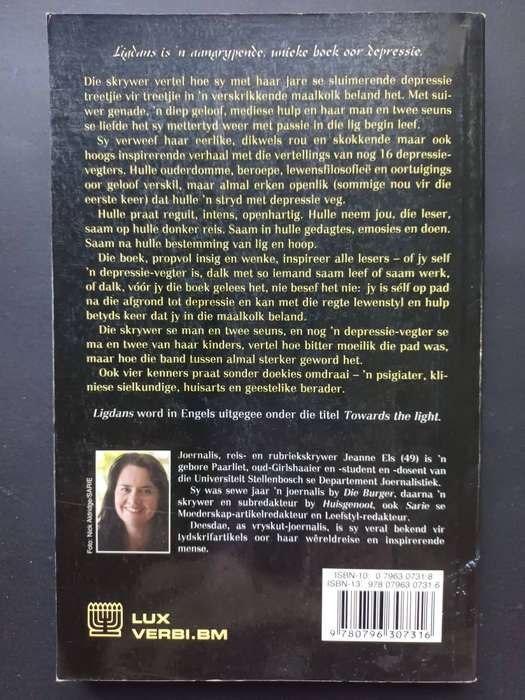 Ligdans is 'n aangrypende, unieke boek oor depressie.
Die skrywer vertel hoe sy met haar jare se sluimerende depressie
treetjie vir treetjie in 'n verskrikkende maalkolk beland het. Met sui-
wer genade, 'n diep geloof, mediese hulp en haar man en twee seuns
se liefde het sy mettertyd weer met passie in die lig begin leef.
Sy verweef haar eerlike, dikwels rou en skokkende maar ook
hoogs inspirerende verhaal met die vertellings van nog 16 depressie-
vegters. Hulle ouderdomme, beroepe, lewensfilosofieë en oortuigings
oor geloof verskil, maar almal erken openlik (sommige nou vir die
eerste keer) dat hulle 'n stryd met depressie veg.
Hulle praat reguit, intens, openhartig. Hulle neem jou, die leser,
saam op hulle donker reis. Saam in hulle gedagtes, emosies en doen.
Saam na hulle bestemming van lig en hoop.
Die boek, propvol insig en wenke, inspireer alle lesers – of jy self
'n depressie-vegter is, dalk met so iemand saam leef of saam werk,
of dalk, vóór jy die boek gelees het, nie besef het nie: jy is sélf op pad
na die afgrond tot depressie en kan met die regte lewenstyl en hulp
betyds keer dat jy in die maalkolk beland.
Die skrywer se man en twee seuns, en nog 'n depressie-vegter se
ma en twee van haar kinders, vertel hoe bitter moeilik die pad was,
maar hoe die band tussen almal sterker geword het.
Ook vier kenners praat sonder doekies omdraai – 'n psigiater, kli-
niese sielkundige, huisarts en geestelike berader.
Ligdans word in Engels uitgegee onder die titel Towards the light.
Foto: Nick Aldridge/SARIE
Joernalis, reis- en rubriekskrywer Jeanne Els (49) is 'n
gebore Paarliet, oud-Girlshaaier en -student en -dosent van
die Universiteit Stellenbosch se Departement Joernalistiek.
Sy was sewe jaar 'n joernalis by Die Burger, daarna 'n
skrywer en subredakteur by Huisgenoot, ook Sarie se
Moederskap-artikelredakteur en Leefstyl-redakteur.
Deesdae, as vryskut-joernalis, is sy veral bekend vir
tydskrifartikels oor haar wêreldreise en inspirerende
mense.
LUX
VERBI.BM
ISBN-10: 0 7963 0731 8
ISBN-13: 978 07963 0731 6
9 780796 307316